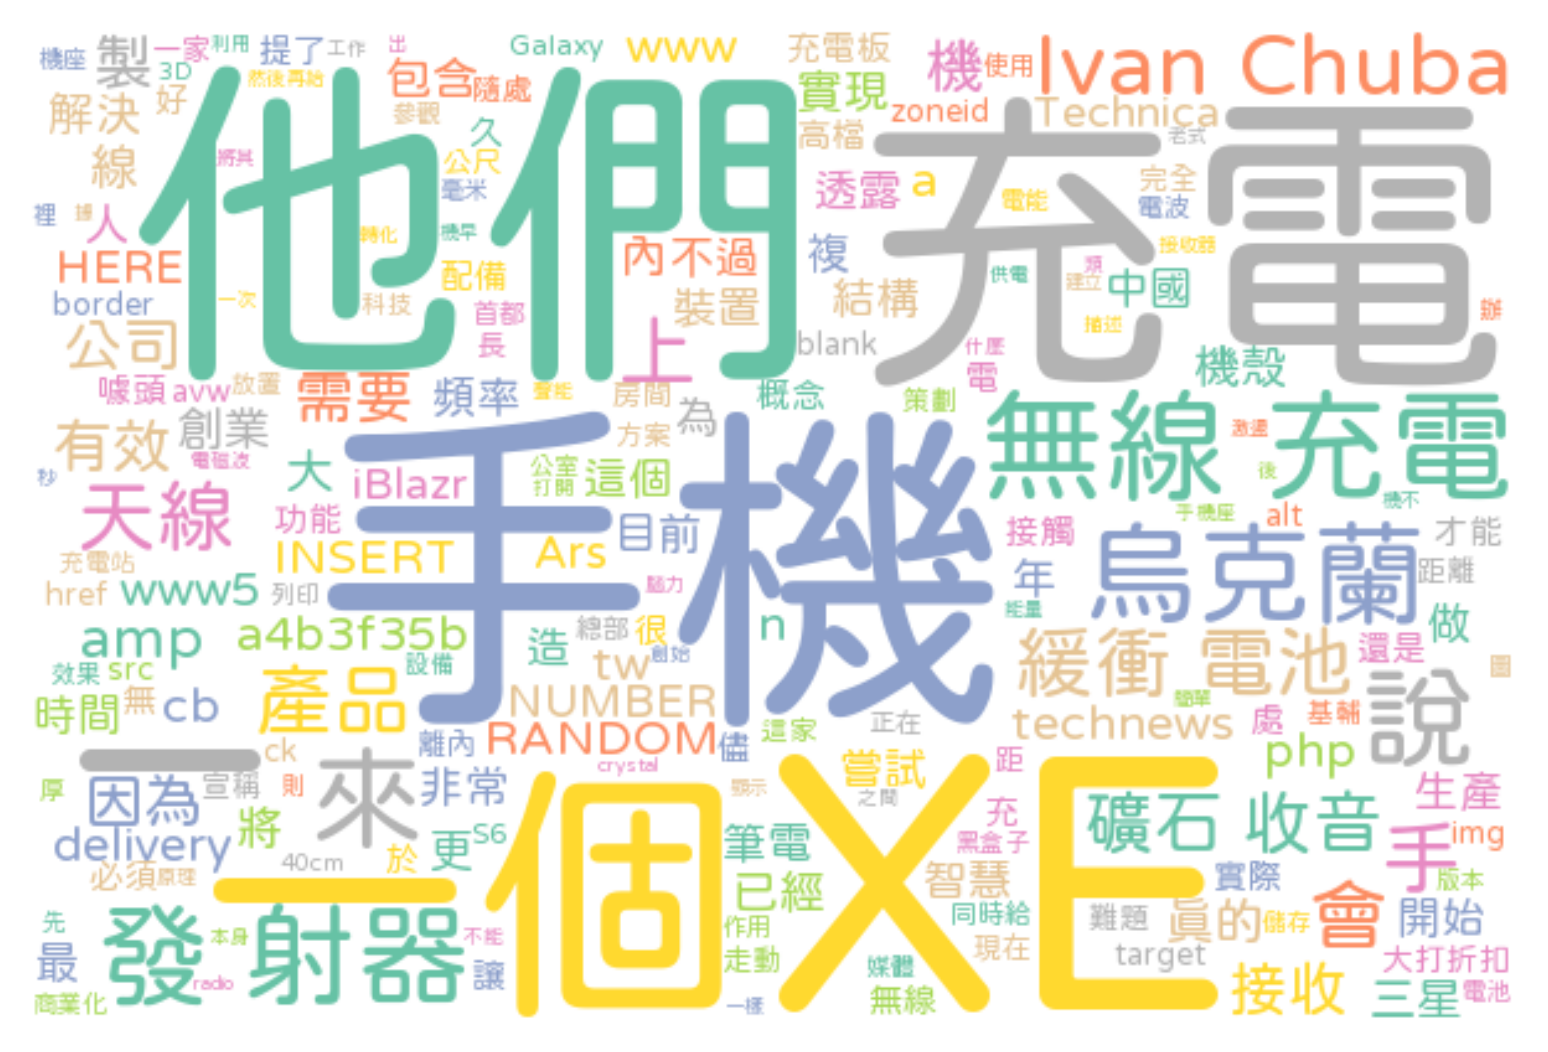 機座 製 一家 利用 提了 工作 出 Galaxy www 充電板 機 使用 Ivan Chuba
3D 好 然後 再給 包含 隨處 參觀 實現 zoneid Technica
解決 線 將其 久 公尺 高檔 老式
他們 充電
裡 人 毫米 透露 a 電能 完全 電波
轉化 機早 內 不過 複 接收器
HERE 配備 供電 類 建立 中國
border 一次 科技 首都 裝置 結構 描述 辦
公司 長 上 blank 什麼 電 機殼
噱頭 avw 放置 需要 頻率 聲能 房間 為 概念 策劃
有效 創業 方案 無線 充電 激盪
電磁波 大 iBlazr 公室 打開 這個 後 機不
秒 天線 功能 手機 目前 接觸 手機座 alt 才能
充電站 INSERT Ars 腦力 年 烏克蘭 距離
href www5 列印 能量
amp a4b3f35b 造 總部 很 創始 n 做
效果 src 設備 tw 緩衝 電池 還是 圖
時間 無 cb 產品 NUMBER 簡單
ck 離內 RANDOM 儘 這家 正在 technews 處 基輔 說
一 crystal 嘗試 距 php
厚 因為 宣稱 則 來 非常 顯示 之間 充 生產
delivery 將 更 S6 筆電 黑盒子 礦石 收音 手 img
必須 原理 40cm 於 已經 智慧 實際 版本
一 個 XE
先 發射器 本身 不能 作用 同時給 難題 真的 儲存 會 開始
最 radio 讓 走動 現在 target 大打折扣
商業化 一樣 媒體 無線 接收 三星 電池